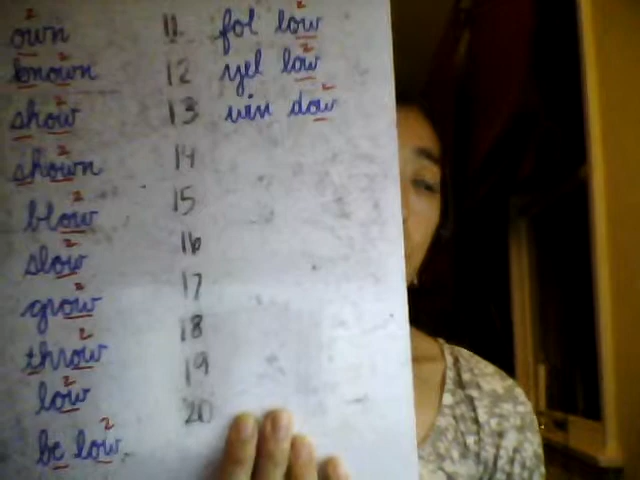 own
known
show
shown
blow
slow
grow
throw
low
be low
11 fol low
12 yel low
13 win dow
14
15
16
17
18
19
20